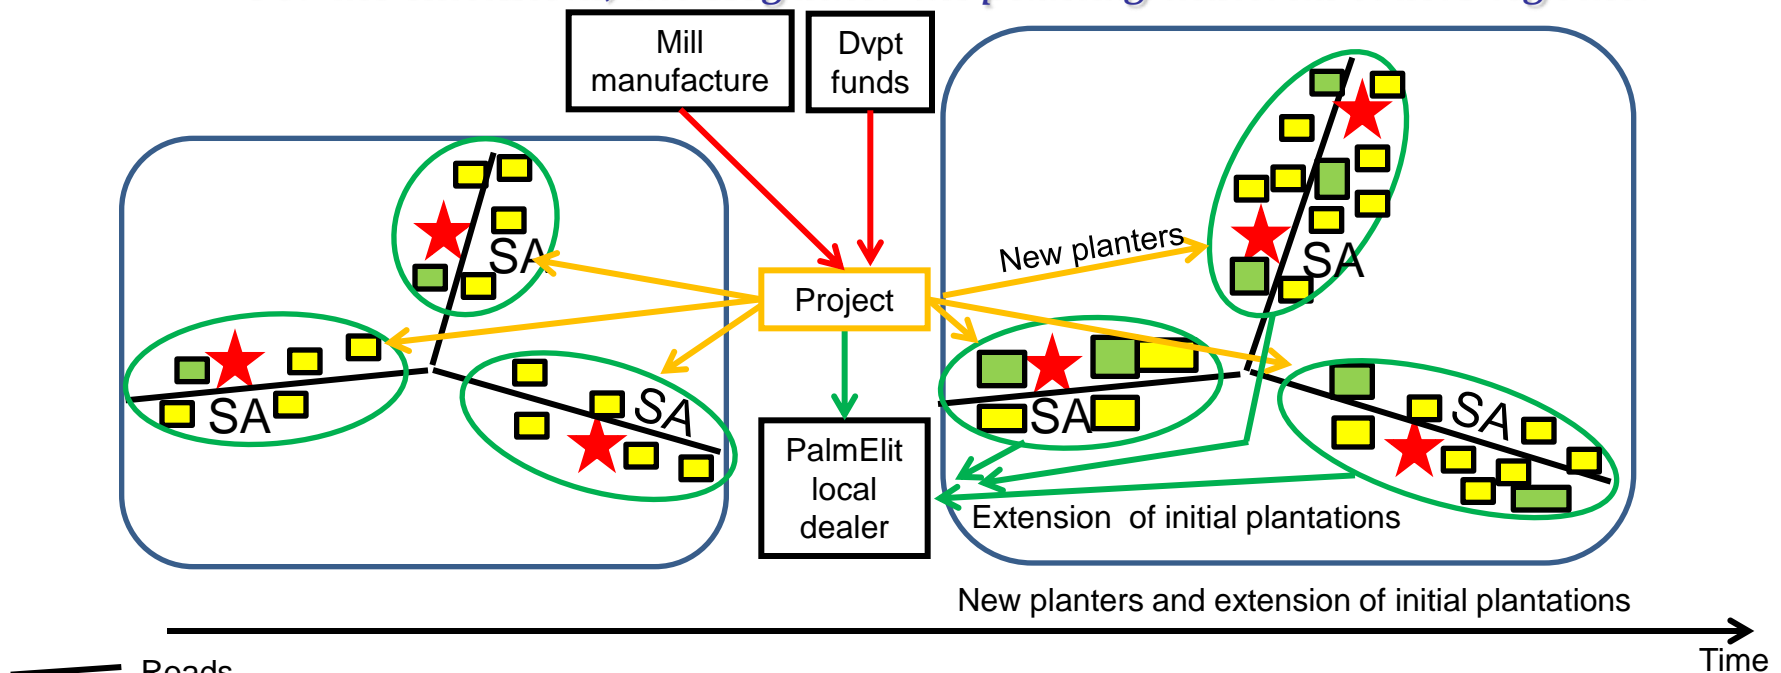 Mill
manufacture
Dvpt
funds
SA
SA
SA
Project
PalmElit
local
dealer
New planters
SA
SA
SA
Extension of initial plantations
New planters and extension of initial plantations
Time
Roads